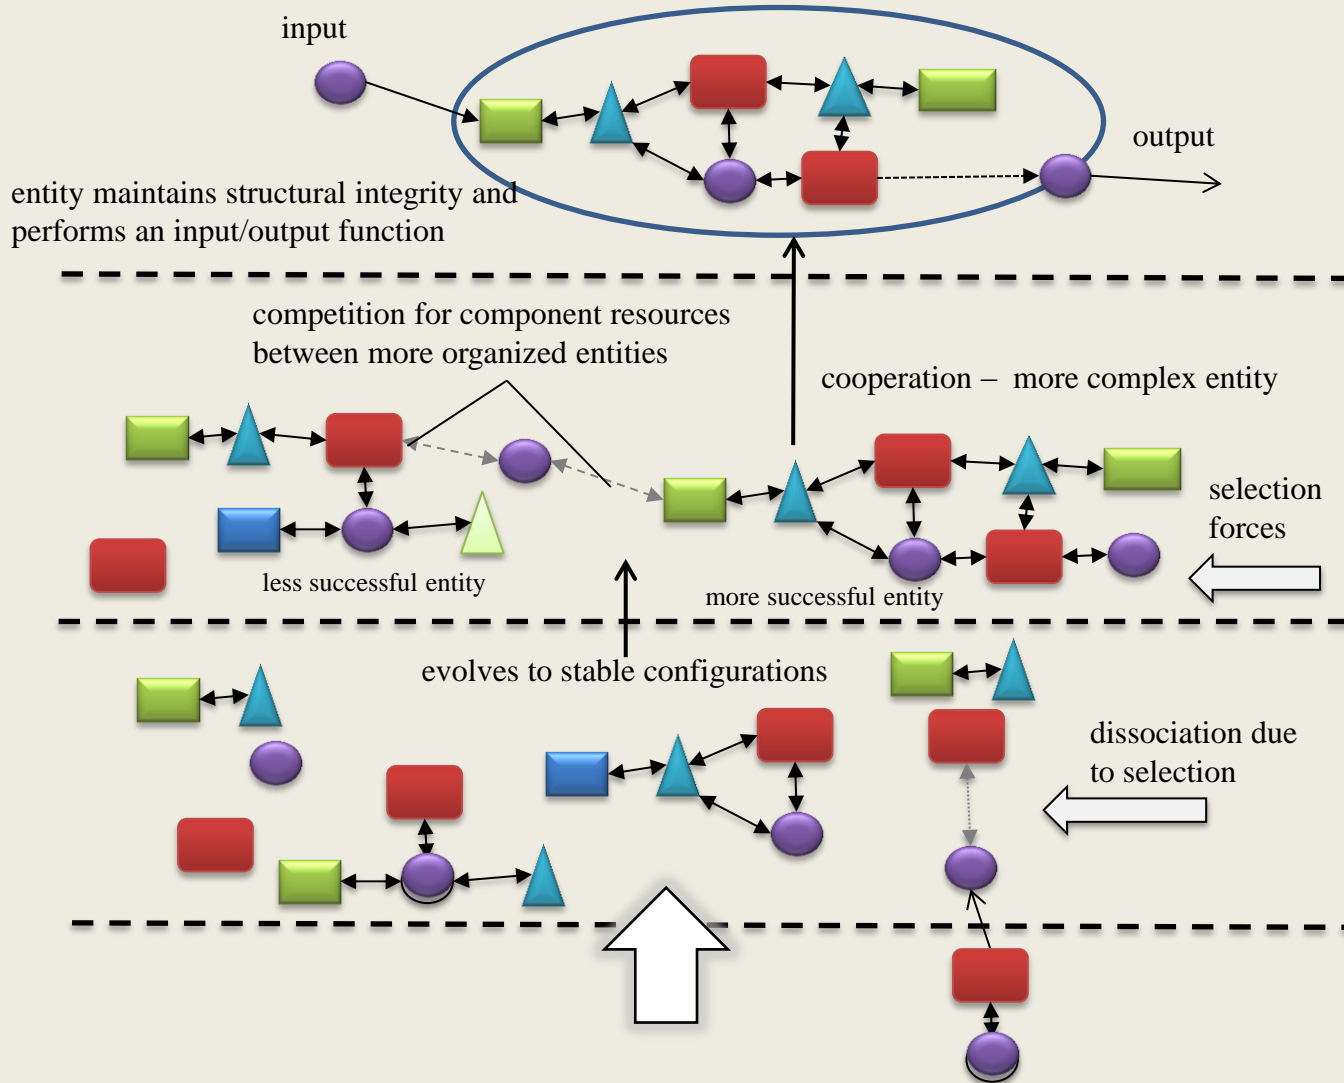 input
output
entity maintains structural integrity and
performs an input/output function
competition for component resources
between more organized entities
cooperation – more complex entity
selection
forces
less successful entity
more successful entity
evolves to stable configurations
dissociation due
to selection